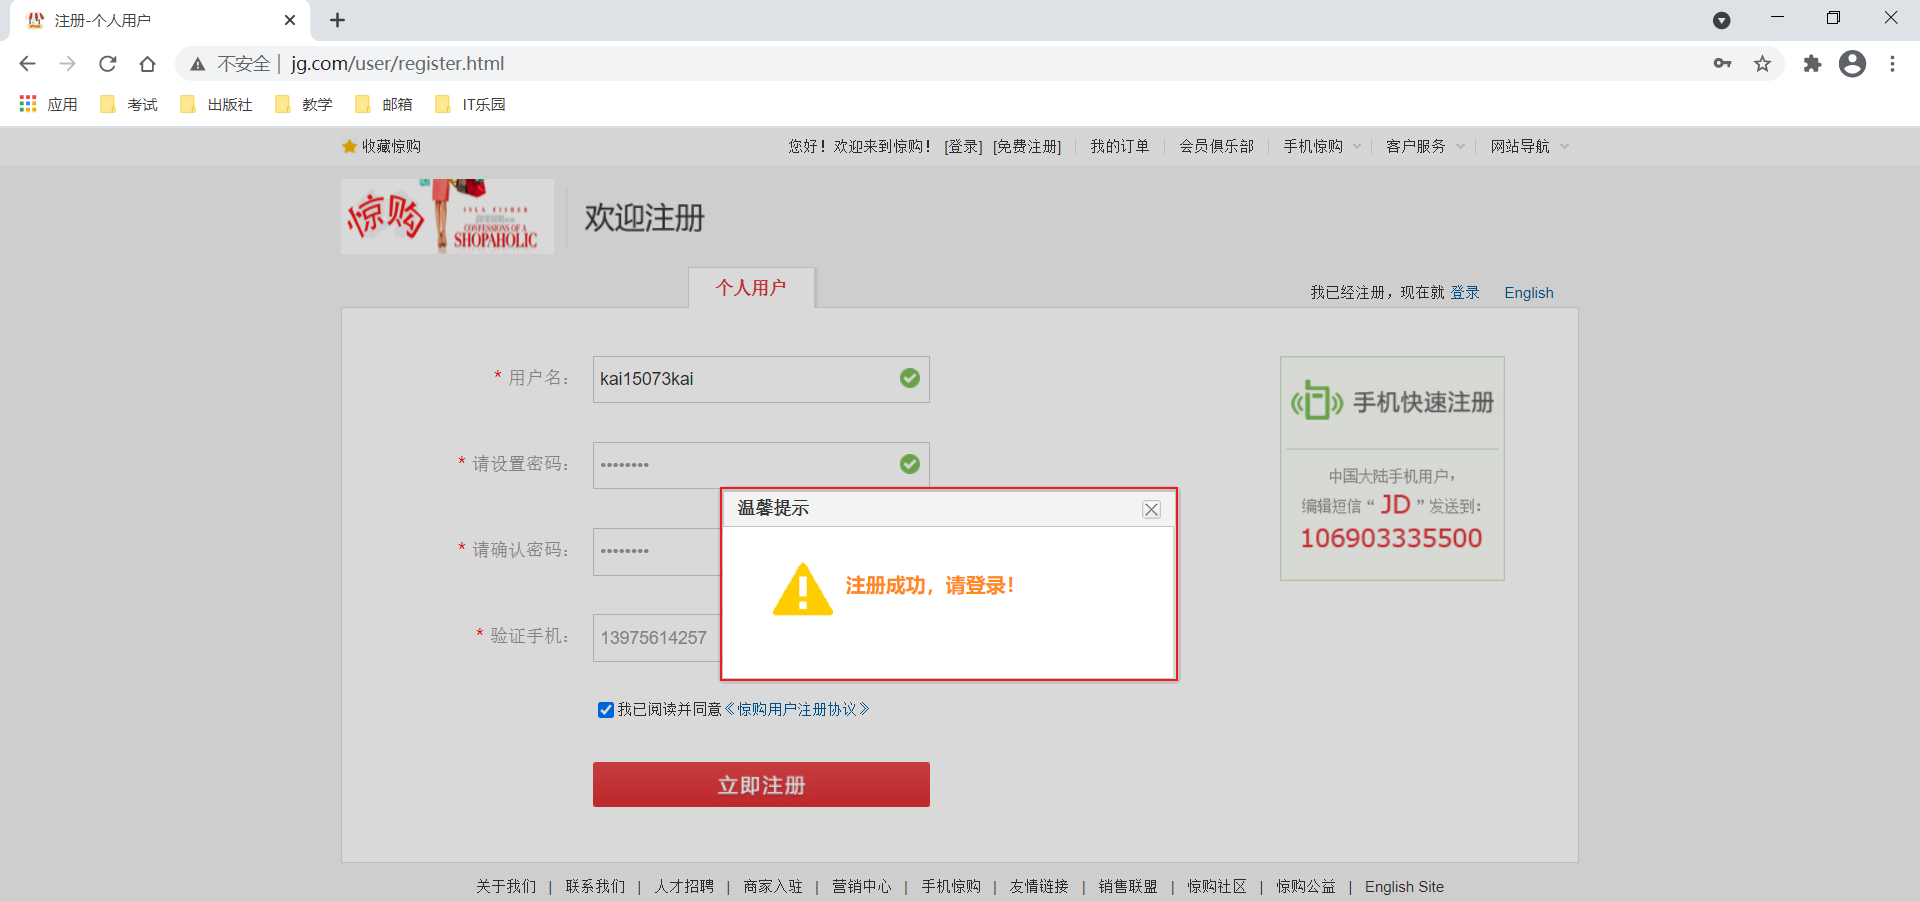 注册-个人用户
不安全 | jg.com/user/register.html
应用 考试 出版社 教学 邮箱 IT乐园
收藏惊购 您好！欢迎来到惊购！ [登录] [免费注册] 我的订单 会员俱乐部 手机惊购 客户服务 网站导航
惊购
ISLA FISHER
CONFESSIONS OF A
SHOPAHOLIC
欢迎注册
个人用户
我已经注册，现在就 登录 English
* 用户名： kai15073kai
* 请设置密码： ••••••••
* 请确认密码： ••••••••
* 验证手机： 13975614257
手机快速注册
中国大陆手机用户，
编辑短信“ JD ”发送到：
106903335500
温馨提示
注册成功，请登录！
我已阅读并同意《惊购用户注册协议》
立即注册
关于我们 | 联系我们 | 人才招聘 | 商家入驻 | 营销中心 | 手机惊购 | 友情链接 | 销售联盟 | 惊购社区 | 惊购公益 | English Site